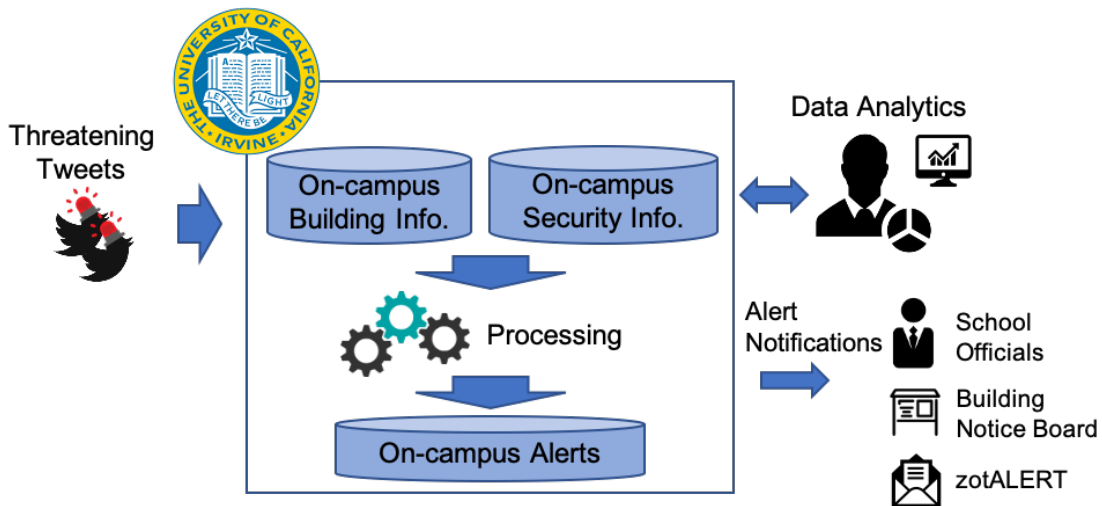 THE UNIVERSITY OF CALIFORNIA
• IRVINE •
A
LET THERE BE
LIGHT
Threatening
Tweets
On-campus
Building Info.
On-campus
Security Info.
Data Analytics
Processing
Alert
Notifications
School
Officials
Building
Notice Board
On-campus Alerts
zotALERT